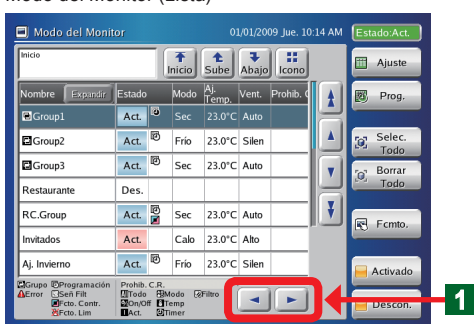 Modo del Monitor (Lista)
Modo del Monitor 01/01/2009 Jue. 10:14 AM Estado:Act.
Inicio
Inicio Sube Abajo Icono
Ajuste
Prog.
Selec. Todo
Borrar Todo
Fcmto.
Activado
Descon.
Nombre Expandir Estado Modo Aj. Temp. Vent. Prohib. C
Group1 Act. Sec 23.0°C Auto
Group2 Act. Frío 23.0°C Silen
Group3 Act. Sec 23.0°C Auto
Restaurante Des.
R.C.Group Act. Sec 23.0°C Auto
Invitados Act. Calo 23.0°C Alto
Aj. Invierno Act. Frío 23.0°C Silen
Grupo Programación Prohib. C.R.
Error Señ Filt Todo Modo Filtro
Fcto. Contr. On/Off Temp
Fcto. Lim Act. Timer
1